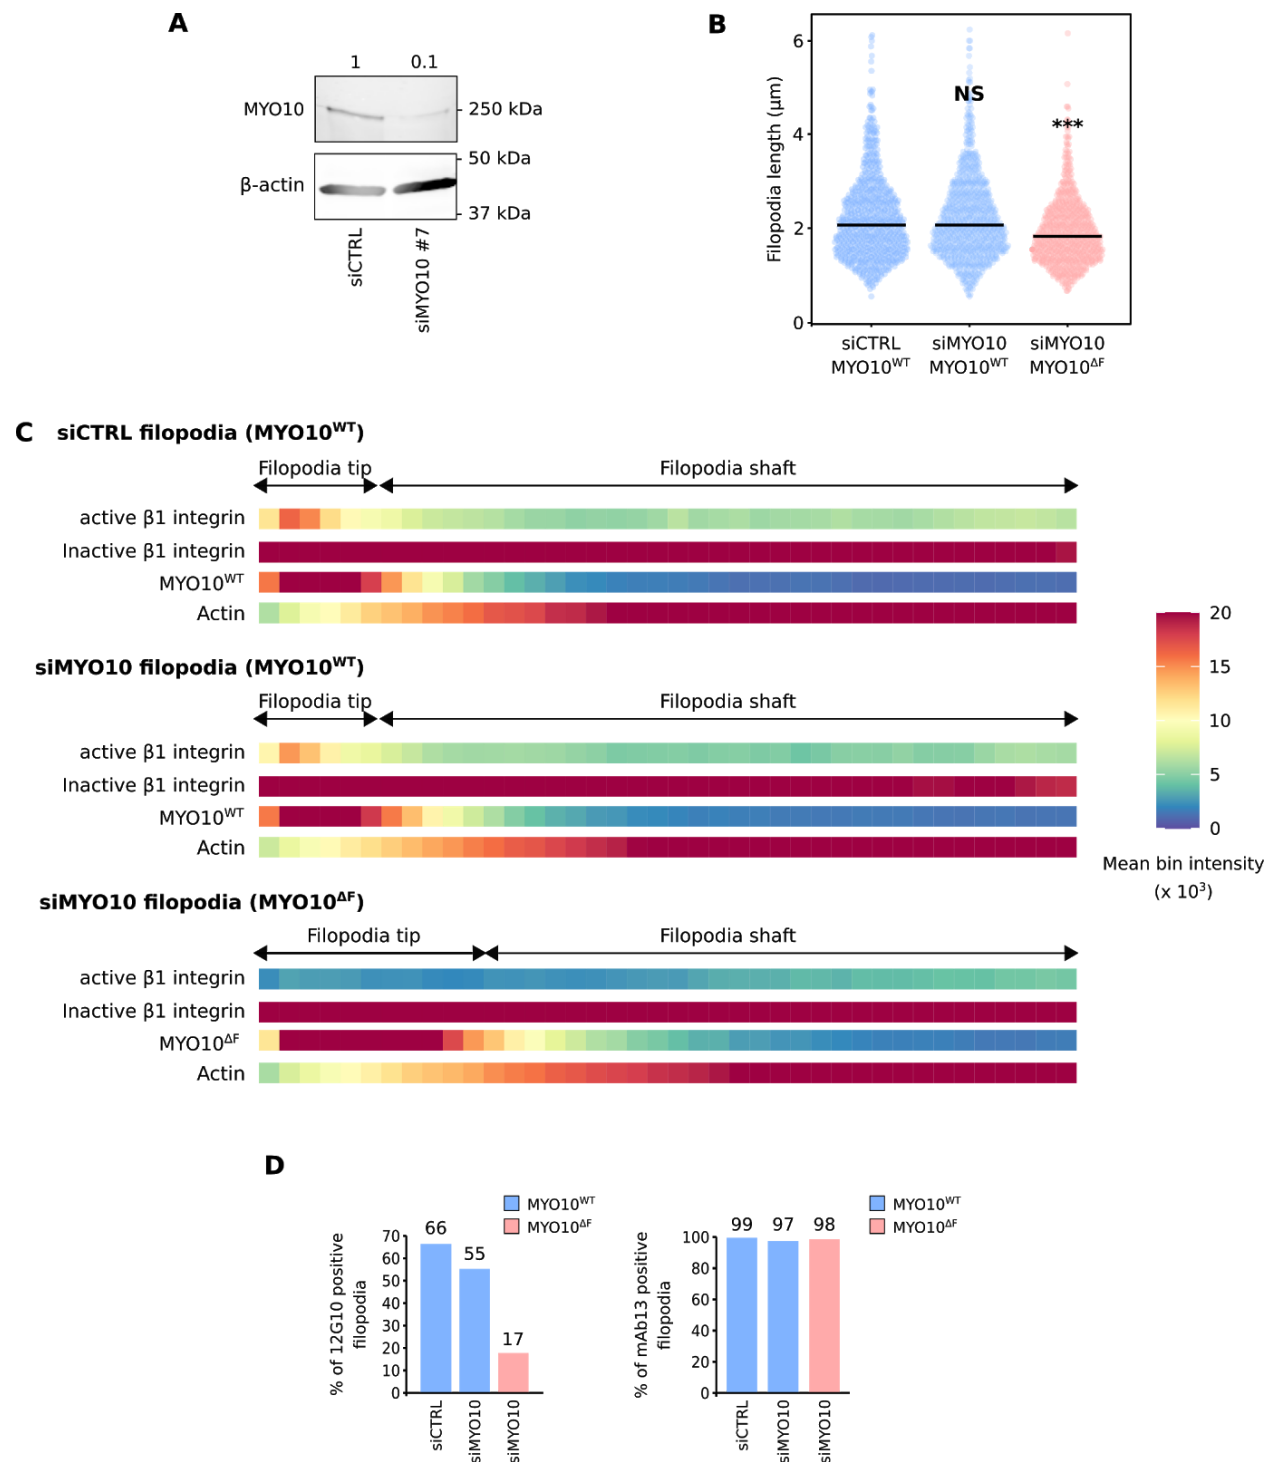 A
1 0.1
MYO10
250 kDa
50 kDa
β-actin
37 kDa
siCTRL
siMYO10 #7
B
Filopodia length (μm)
6
4
2
0
NS
***
siCTRL
MYO10WT
siMYO10
MYO10WT
siMYO10
MYO10ΔF
C
siCTRL filopodia (MYO10WT)
Filopodia tip Filopodia shaft
active β1 integrin
Inactive β1 integrin
MYO10WT
Actin
siMYO10 filopodia (MYO10WT)
Filopodia tip Filopodia shaft
active β1 integrin
Inactive β1 integrin
MYO10WT
Actin
siMYO10 filopodia (MYO10ΔF)
Filopodia tip Filopodia shaft
active β1 integrin
Inactive β1 integrin
MYO10ΔF
Actin
20
15
10
5
0
Mean bin intensity
(x 103)
D
MYO10WT
MYO10ΔF
% of 12G10 positive
filopodia
70
60
50
40
30
20
10
0
66
55
17
siCTRL
siMYO10
siMYO10
MYO10WT
MYO10ΔF
% of mAb13 positive
filopodia
100
80
60
40
20
0
99
97
98
siCTRL
siMYO10
siMYO10